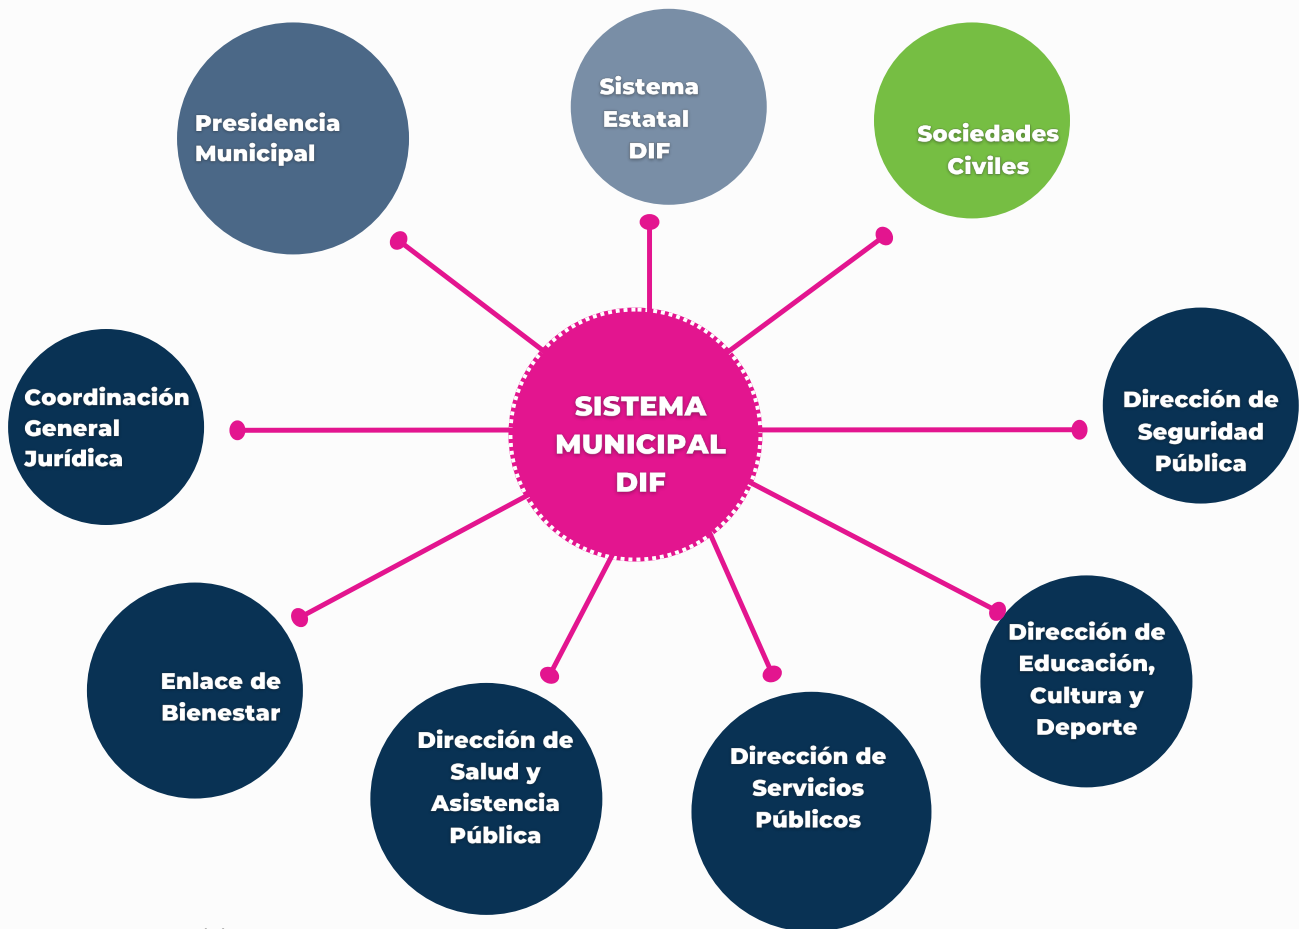 Sistema
Estatal
DIF
Presidencia
Municipal
Sociedades
Civiles
Coordinación
General
Jurídica
SISTEMA
MUNICIPAL
DIF
Dirección de
Seguridad
Pública
Enlace de
Bienestar
Dirección de
Salud y
Asistencia
Pública
Dirección de
Servicios
Públicos
Dirección de
Educación,
Cultura y
Deporte